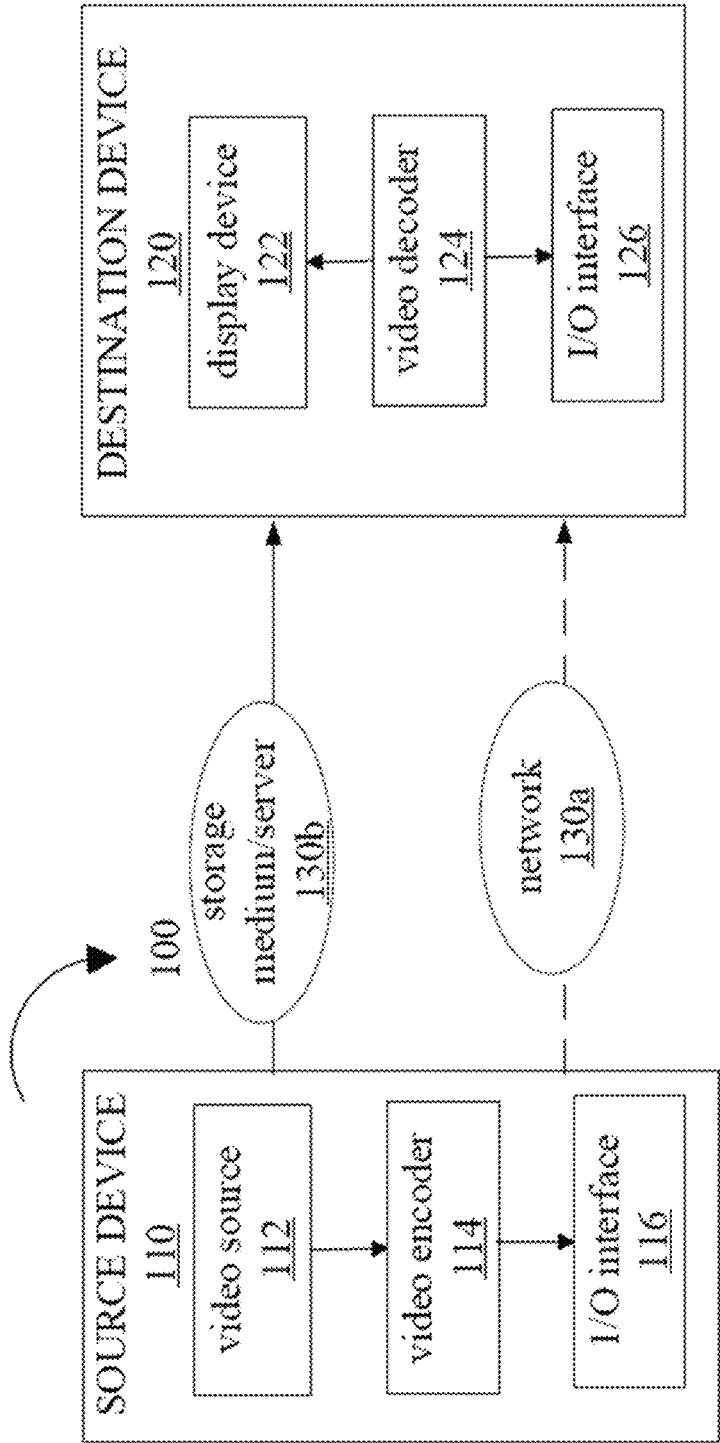 100
SOURCE DEVICE
110
video source
112
video encoder
114
I/O interface
116
storage
medium/server
130b
network
130a
DESTINATION DEVICE
120
display device
122
video decoder
124
I/O interface
126